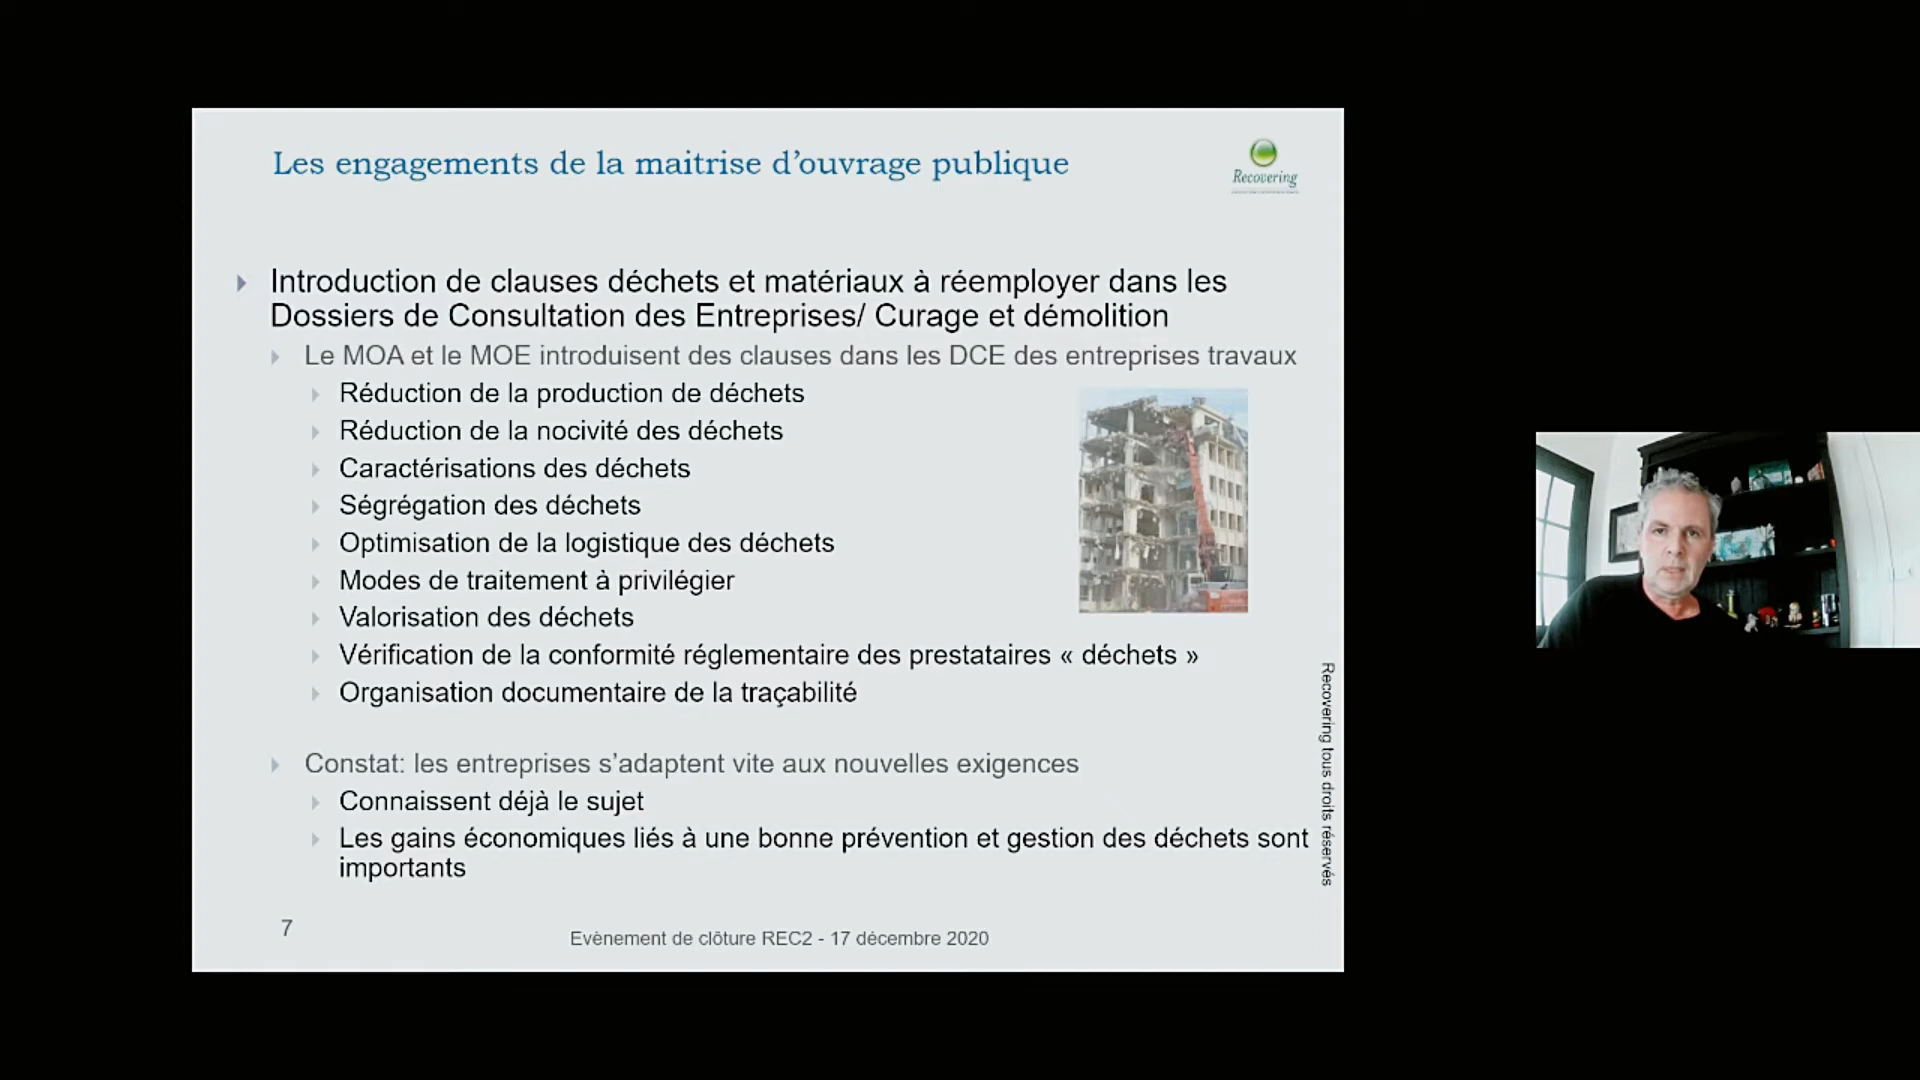 Les engagements de la maitrise d'ouvrage publique
Recovering
Introduction de clauses déchets et matériaux à réemployer dans les
Dossiers de Consultation des Entreprises/ Curage et démolition
Le MOA et le MOE introduisent des clauses dans les DCE des entreprises travaux
Réduction de la production de déchets
Réduction de la nocivité des déchets
Caractérisations des déchets
Ségrégation des déchets
Optimisation de la logistique des déchets
Modes de traitement à privilégier
Valorisation des déchets
Vérification de la conformité réglementaire des prestataires « déchets »
Organisation documentaire de la traçabilité
Constat: les entreprises s'adaptent vite aux nouvelles exigences
Connaissent déjà le sujet
Les gains économiques liés à une bonne prévention et gestion des déchets sont
importants
Recovering tous droits réservés
7
Evènement de clôture REC2 - 17 décembre 2020